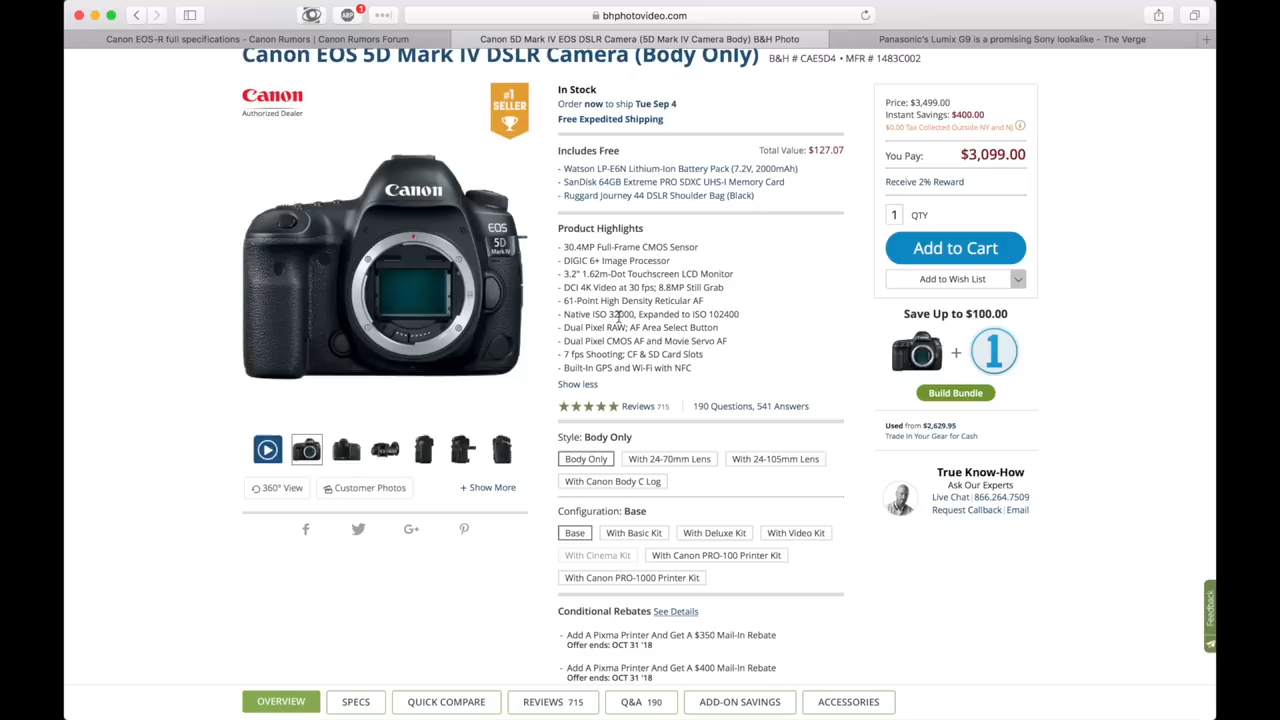 bhphotovideo.com
ABP
1
Canon EOS-R full specifications - Canon Rumors | Canon Rumors Forum
Canon 5D Mark IV EOS DSLR Camera (5D Mark IV Camera Body) B&H Photo
Panasonic's Lumix G9 is a promising Sony lookalike - The Verge
Canon EOS 5D Mark IV DSLR Camera (Body Only)
B&H # CAE5D4 • MFR # 1483C002
Canon
Authorized Dealer
#1
SELLER
Canon
EOS
5D
Mark IV
360° View
Customer Photos
+ Show More
In Stock
Order now to ship Tue Sep 4
Free Expedited Shipping
Includes Free
Total Value: $127.07
- Watson LP-E6N Lithium-Ion Battery Pack (7.2V, 2000mAh)
- SanDisk 64GB Extreme PRO SDXC UHS-I Memory Card
- Ruggard Journey 44 DSLR Shoulder Bag (Black)
Product Highlights
- 30.4MP Full-Frame CMOS Sensor
- DIGIC 6+ Image Processor
- 3.2" 1.62m-Dot Touchscreen LCD Monitor
- DCI 4K Video at 30 fps; 8.8MP Still Grab
- 61-Point High Density Reticular AF
- Native ISO 32000, Expanded to ISO 102400
- Dual Pixel RAW; AF Area Select Button
- Dual Pixel CMOS AF and Movie Servo AF
- 7 fps Shooting; CF & SD Card Slots
- Built-In GPS and Wi-Fi with NFC
Show less
Reviews 715
190 Questions, 541 Answers
Style: Body Only
Body Only
With 24-70mm Lens
With 24-105mm Lens
With Canon Body C Log
Configuration: Base
Base
With Basic Kit
With Deluxe Kit
With Video Kit
With Cinema Kit
With Canon PRO-100 Printer Kit
With Canon PRO-1000 Printer Kit
Conditional Rebates See Details
- Add A Pixma Printer And Get A $350 Mail-In Rebate
Offer ends: OCT 31 '18
- Add A Pixma Printer And Get A $400 Mail-In Rebate
Offer ends: OCT 31 '18
Price: $3,499.00
Instant Savings: $400.00
$0.00 Tax Collected Outside NY and NJ
You Pay: $3,099.00
Receive 2% Reward
1 QTY
Add to Cart
Add to Wish List
Save Up to $100.00
+ 1
Build Bundle
Used from $2,629.95
Trade In Your Gear for Cash
True Know-How
Ask Our Experts
Live Chat | 866.264.7509
Request Callback | Email
Feedback
OVERVIEW
SPECS
QUICK COMPARE
REVIEWS 715
Q&A 190
ADD-ON SAVINGS
ACCESSORIES